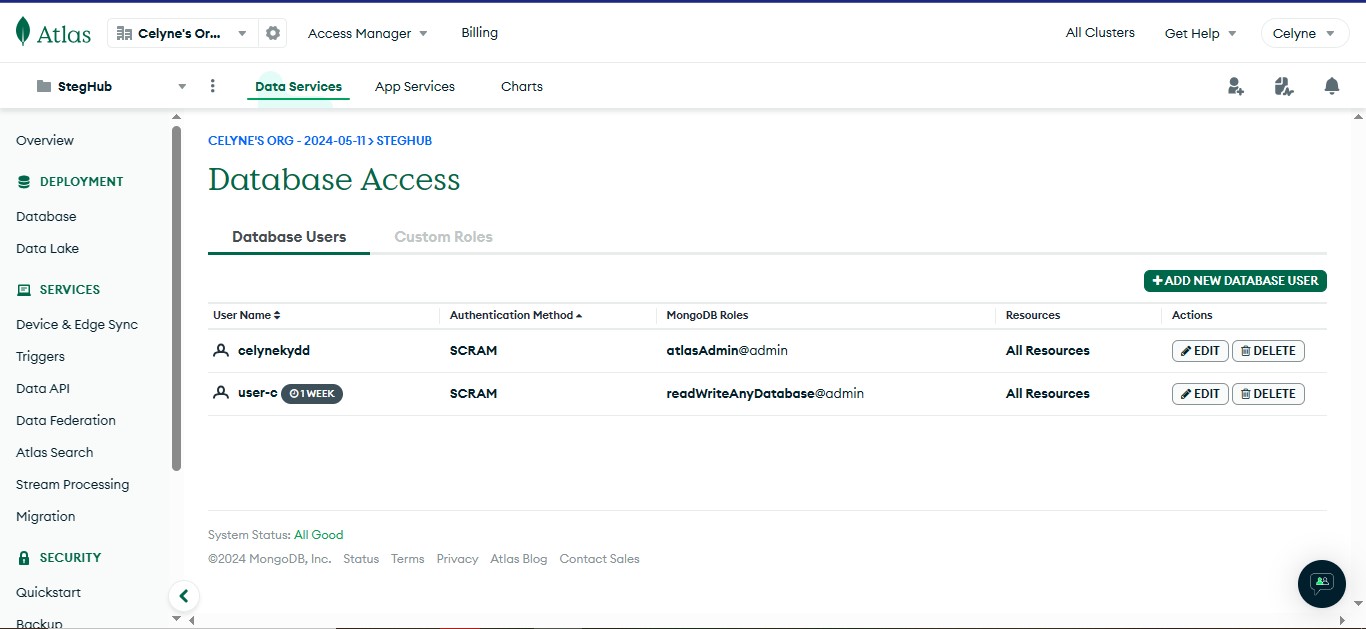 Atlas
Celyne's Or...
Access Manager
Billing
All Clusters
Get Help
Celyne
StegHub
Data Services
App Services
Charts
Overview
DEPLOYMENT
Database
Data Lake
SERVICES
Device & Edge Sync
Triggers
Data API
Data Federation
Atlas Search
Stream Processing
Migration
SECURITY
Quickstart
Backup
CELYNE'S ORG - 2024-05-11 > STEGHUB
Database Access
Database Users
Custom Roles
+ ADD NEW DATABASE USER
User Name Authentication Method MongoDB Roles Resources Actions
celynekydd SCRAM atlasAdmin@admin All Resources EDIT DELETE
user-c 1 WEEK SCRAM readWriteAnyDatabase@admin All Resources EDIT DELETE
System Status: All Good
©2024 MongoDB, Inc. Status Terms Privacy Atlas Blog Contact Sales